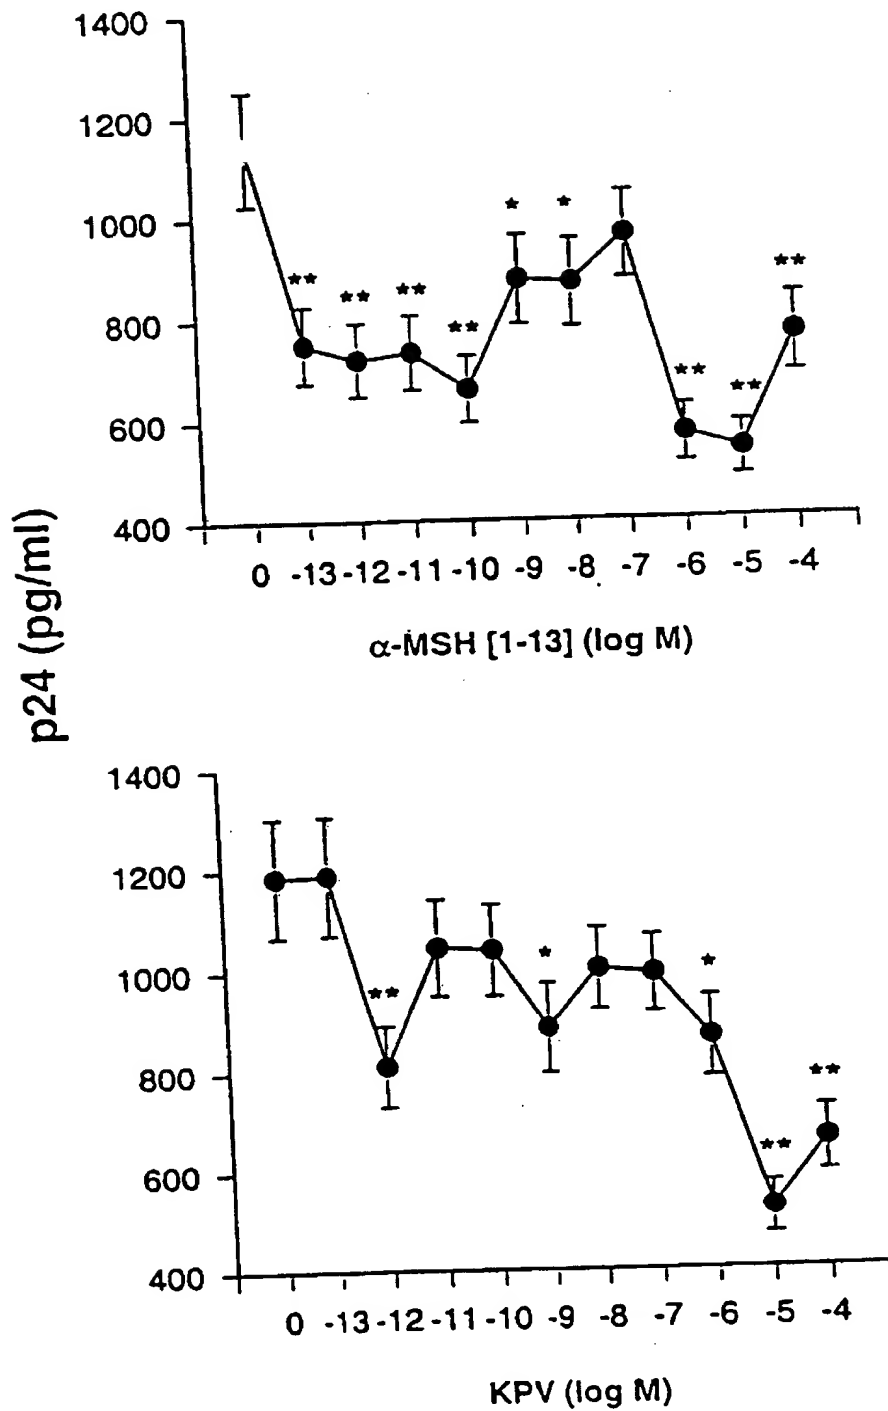 1400
1200
1000
800
600
400
* *
** ** ** ** ** ** **
0 -13 -12 -11 -10 -9 -8 -7 -6 -5 -4
α-MSH [1-13] (log M)
p24 (pg/ml)
1400
1200
1000
800
600
400
** * * ** **
0 -13 -12 -11 -10 -9 -8 -7 -6 -5 -4
KPV (log M)